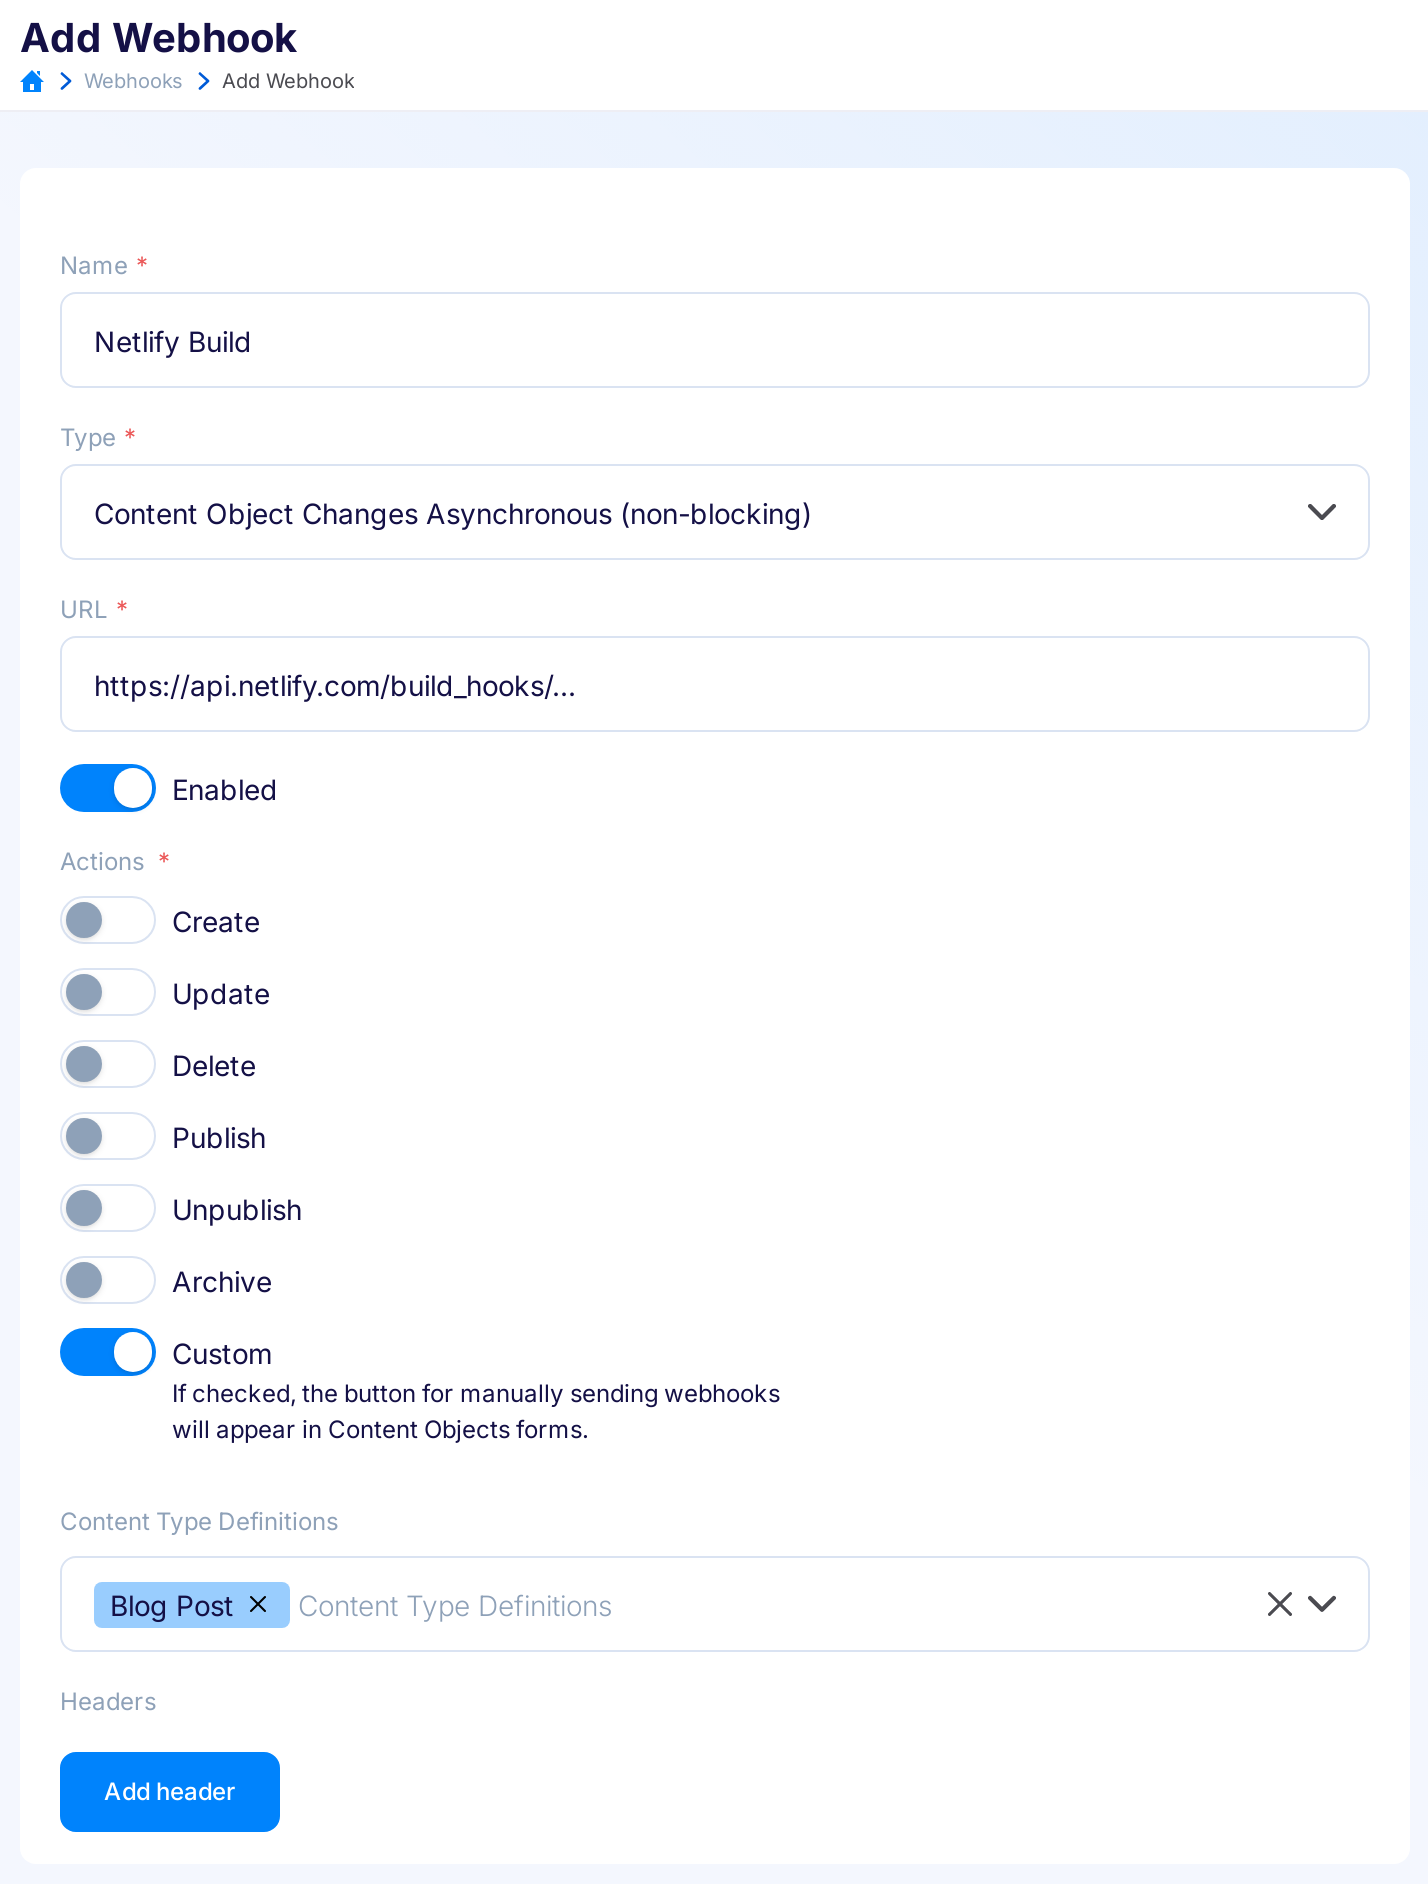 Add Webhook
Webhooks Add Webhook
Name *
Netlify Build
Type *
Content Object Changes Asynchronous (non-blocking)
URL *
https://api.netlify.com/build_hooks/...
Enabled
Actions *
Create
Update
Delete
Publish
Unpublish
Archive
Custom
If checked, the button for manually sending webhooks
will appear in Content Objects forms.
Content Type Definitions
Blog Post Content Type Definitions
Headers
Add header